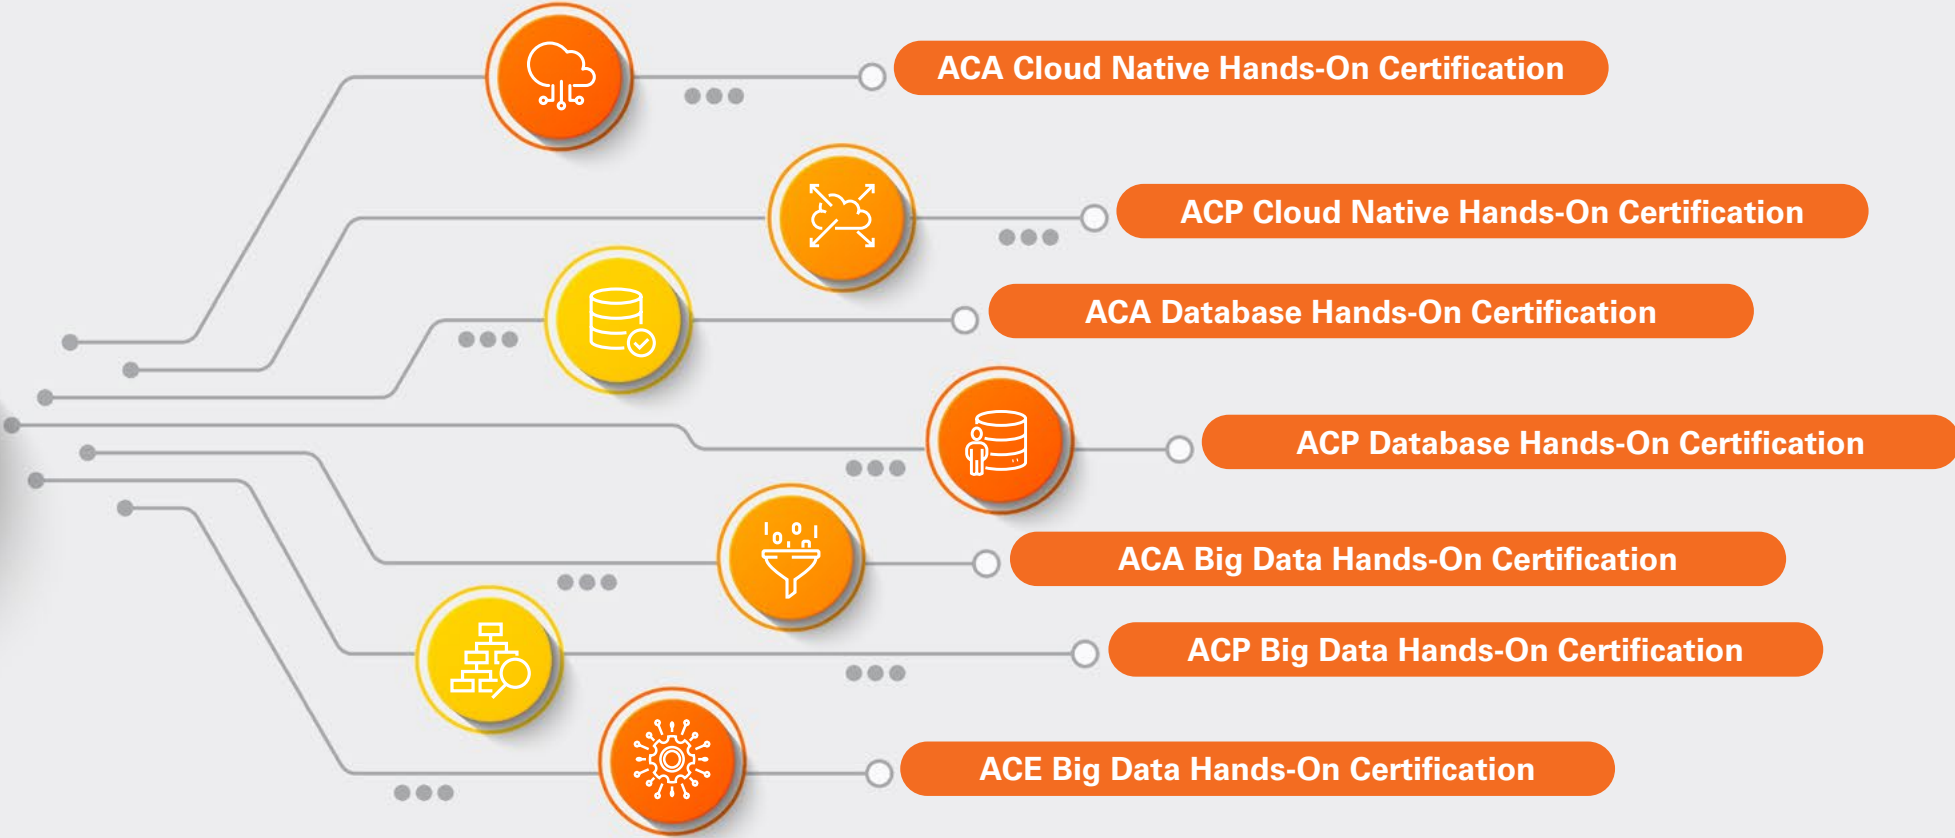 ACA Cloud Native Hands-On Certification
ACP Cloud Native Hands-On Certification
ACA Database Hands-On Certification
ACP Database Hands-On Certification
ACA Big Data Hands-On Certification
ACP Big Data Hands-On Certification
ACE Big Data Hands-On Certification